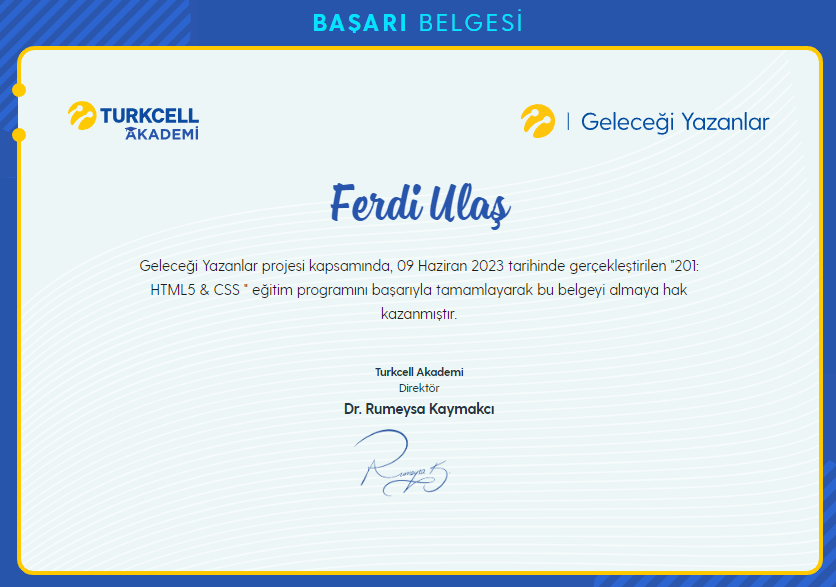 BAŞARI BELGESİ
TURKCELL
AKADEMİ
Geleceği Yazanlar
Ferdi Ulaş
Geleceği Yazanlar projesi kapsamında, 09 Haziran 2023 tarihinde gerçekleştirilen "201:
HTML5 & CSS " eğitim programını başarıyla tamamlayarak bu belgeyi almaya hak
kazanmıştır.
Turkcell Akademi
Direktör
Dr. Rumeysa Kaymakcı
Rumeysa K